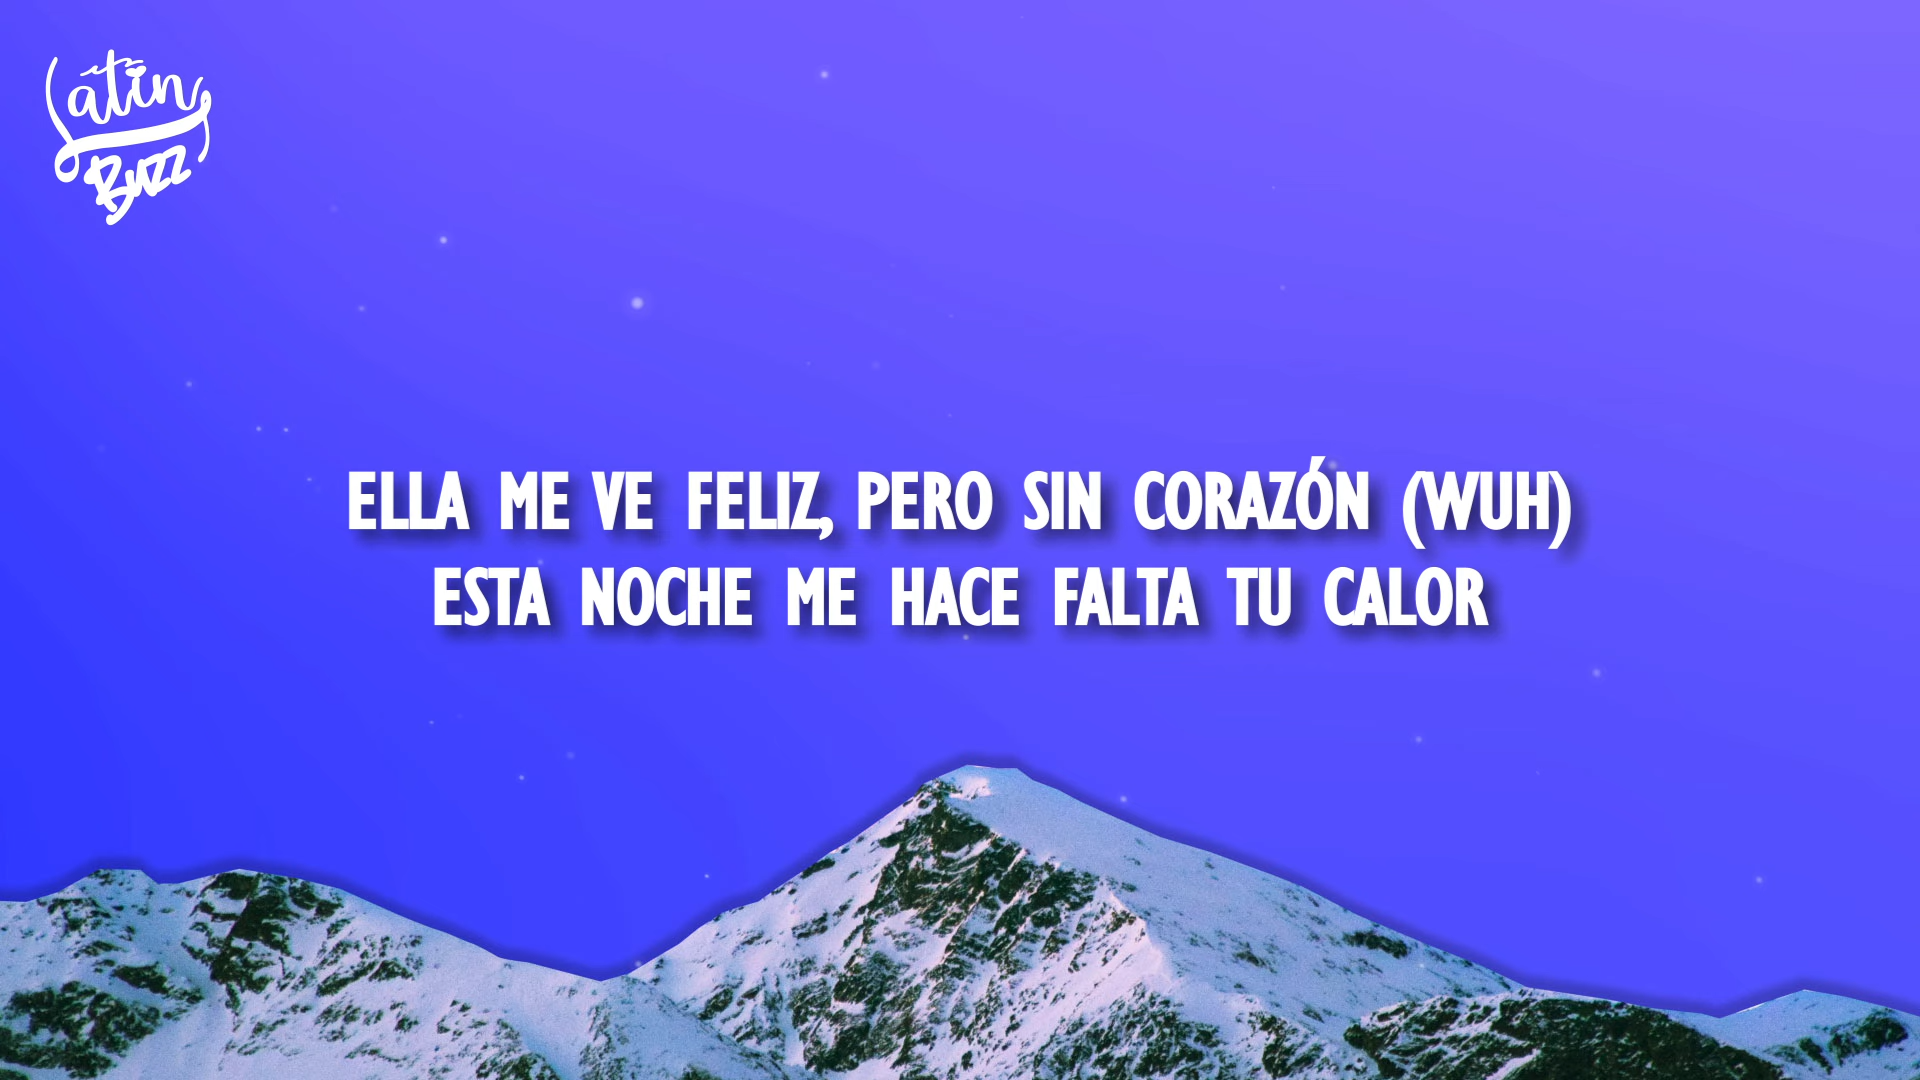 Latin
Buzz
ELLA ME VE FELIZ, PERO SIN CORAZÓN (WUH)
ESTA NOCHE ME HACE FALTA TU CALOR